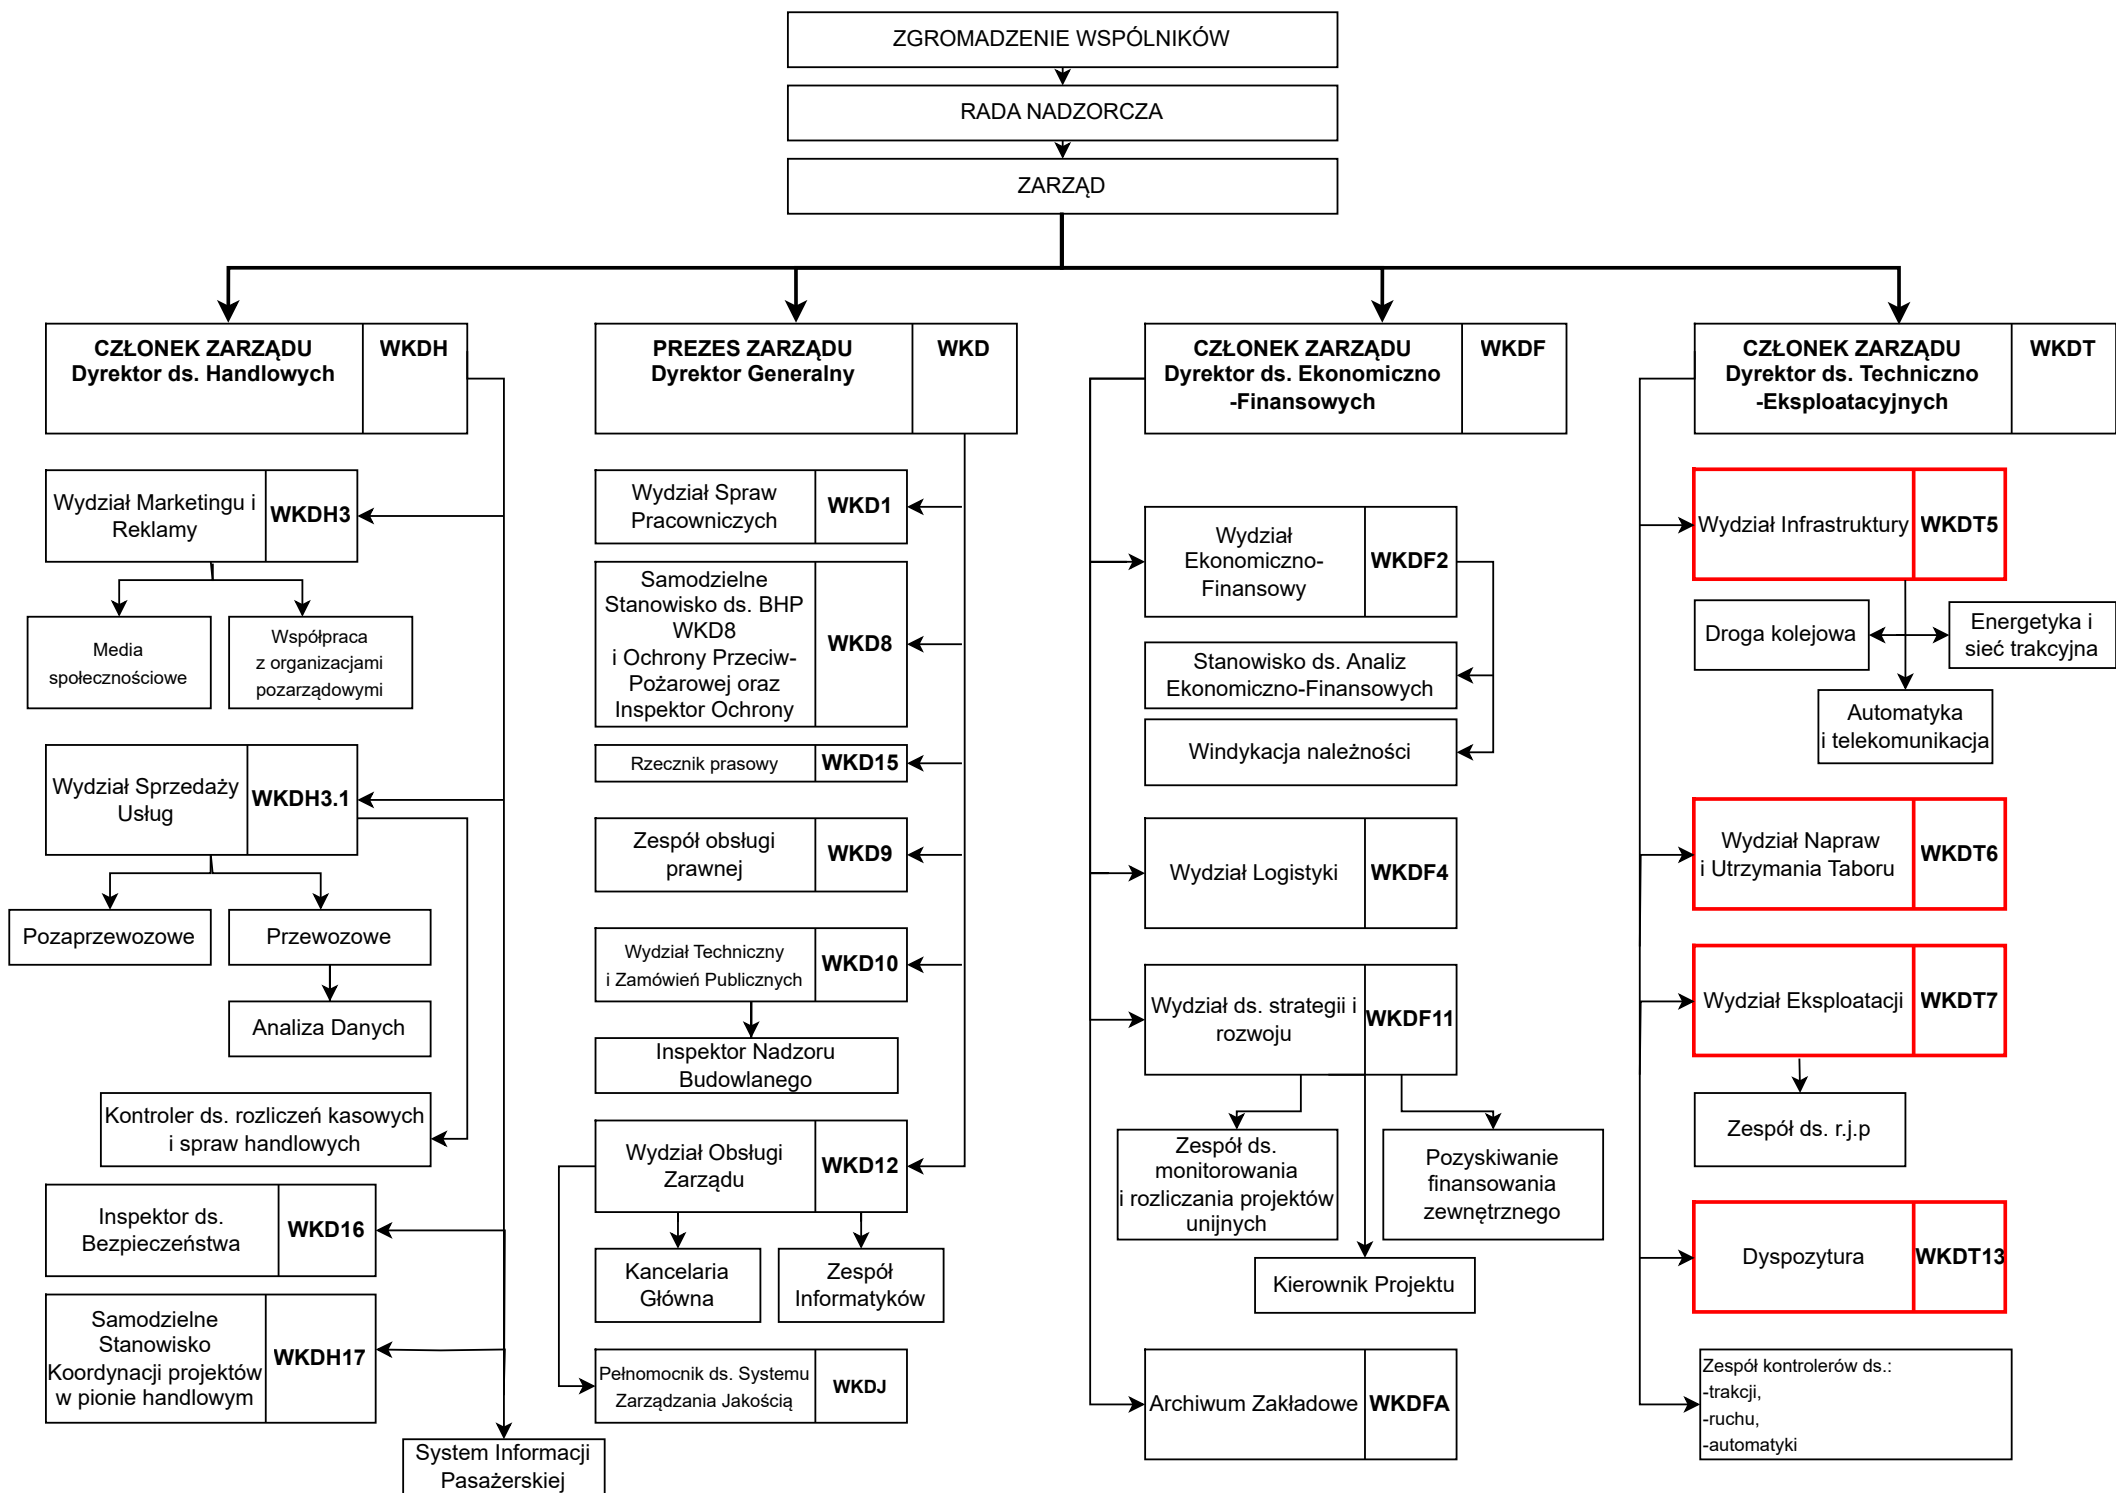 ZGROMADZENIE WSPÓLNIKÓW
RADA NADZORCZA
ZARZĄD
CZŁONEK ZARZĄDU
Dyrektor ds. Handlowych
WKDH
Wydział Marketingu i
Reklamy
WKDH3
Media
społecznościowe
Współpraca
z organizacjami
pozarządowymi
Wydział Sprzedaży
Usług
WKDH3.1
Pozaprzewozowe
Przewozowe
Analiza Danych
Kontroler ds. rozliczeń kasowych
i spraw handlowych
Inspektor ds.
Bezpieczeństwa
WKD16
Samodzielne
Stanowisko
Koordynacji projektów
w pionie handlowym
WKDH17
System Informacji
Pasażerskiej
PREZES ZARZĄDU
Dyrektor Generalny
WKD
Wydział Spraw
Pracowniczych
WKD1
Samodzielne
Stanowisko ds. BHP
WKD8
i Ochrony Przeciw-
Pożarowej oraz
Inspektor Ochrony
WKD8
Rzecznik prasowy
WKD15
Zespół obsługi
prawnej
WKD9
Wydział Techniczny
i Zamówień Publicznych
WKD10
Inspektor Nadzoru
Budowlanego
Wydział Obsługi
Zarządu
WKD12
Kancelaria
Główna
Zespół
Informatyków
Pełnomocnik ds. Systemu
Zarządzania Jakością
WKDJ
CZŁONEK ZARZĄDU
Dyrektor ds. Ekonomiczno
-Finansowych
WKDF
Wydział
Ekonomiczno-
Finansowy
WKDF2
Stanowisko ds. Analiz
Ekonomiczno-Finansowych
Windykacja należności
Wydział Logistyki
WKDF4
Wydział ds. strategii i
rozwoju
WKDF11
Zespół ds.
monitorowania
i rozliczania projektów
unijnych
Pozyskiwanie
finansowania
zewnętrznego
Kierownik Projektu
Archiwum Zakładowe
WKDFA
CZŁONEK ZARZĄDU
Dyrektor ds. Techniczno
-Eksploatacyjnych
WKDT
Wydział Infrastruktury
WKDT5
Droga kolejowa
Energetyka i
sieć trakcyjna
Automatyka
i telekomunikacja
Wydział Napraw
i Utrzymania Taboru
WKDT6
Wydział Eksploatacji
WKDT7
Zespół ds. r.j.p
Dyspozytura
WKDT13
Zespół kontrolerów ds.:
-trakcji,
-ruchu,
-automatyki